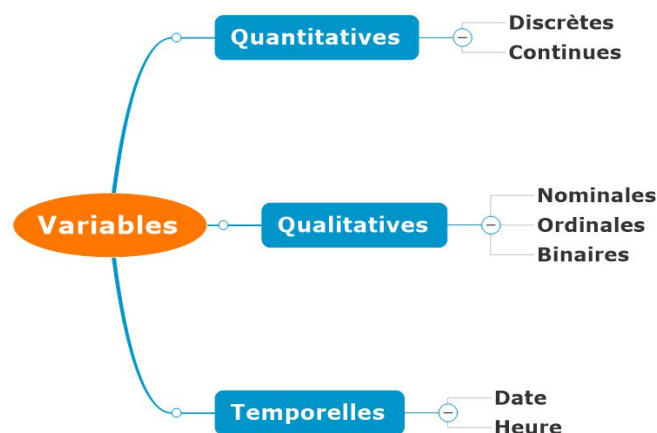 Variables
Quantitatives
Discrètes
Continues
Qualitatives
Nominales
Ordinales
Binaires
Temporelles
Date
Heure